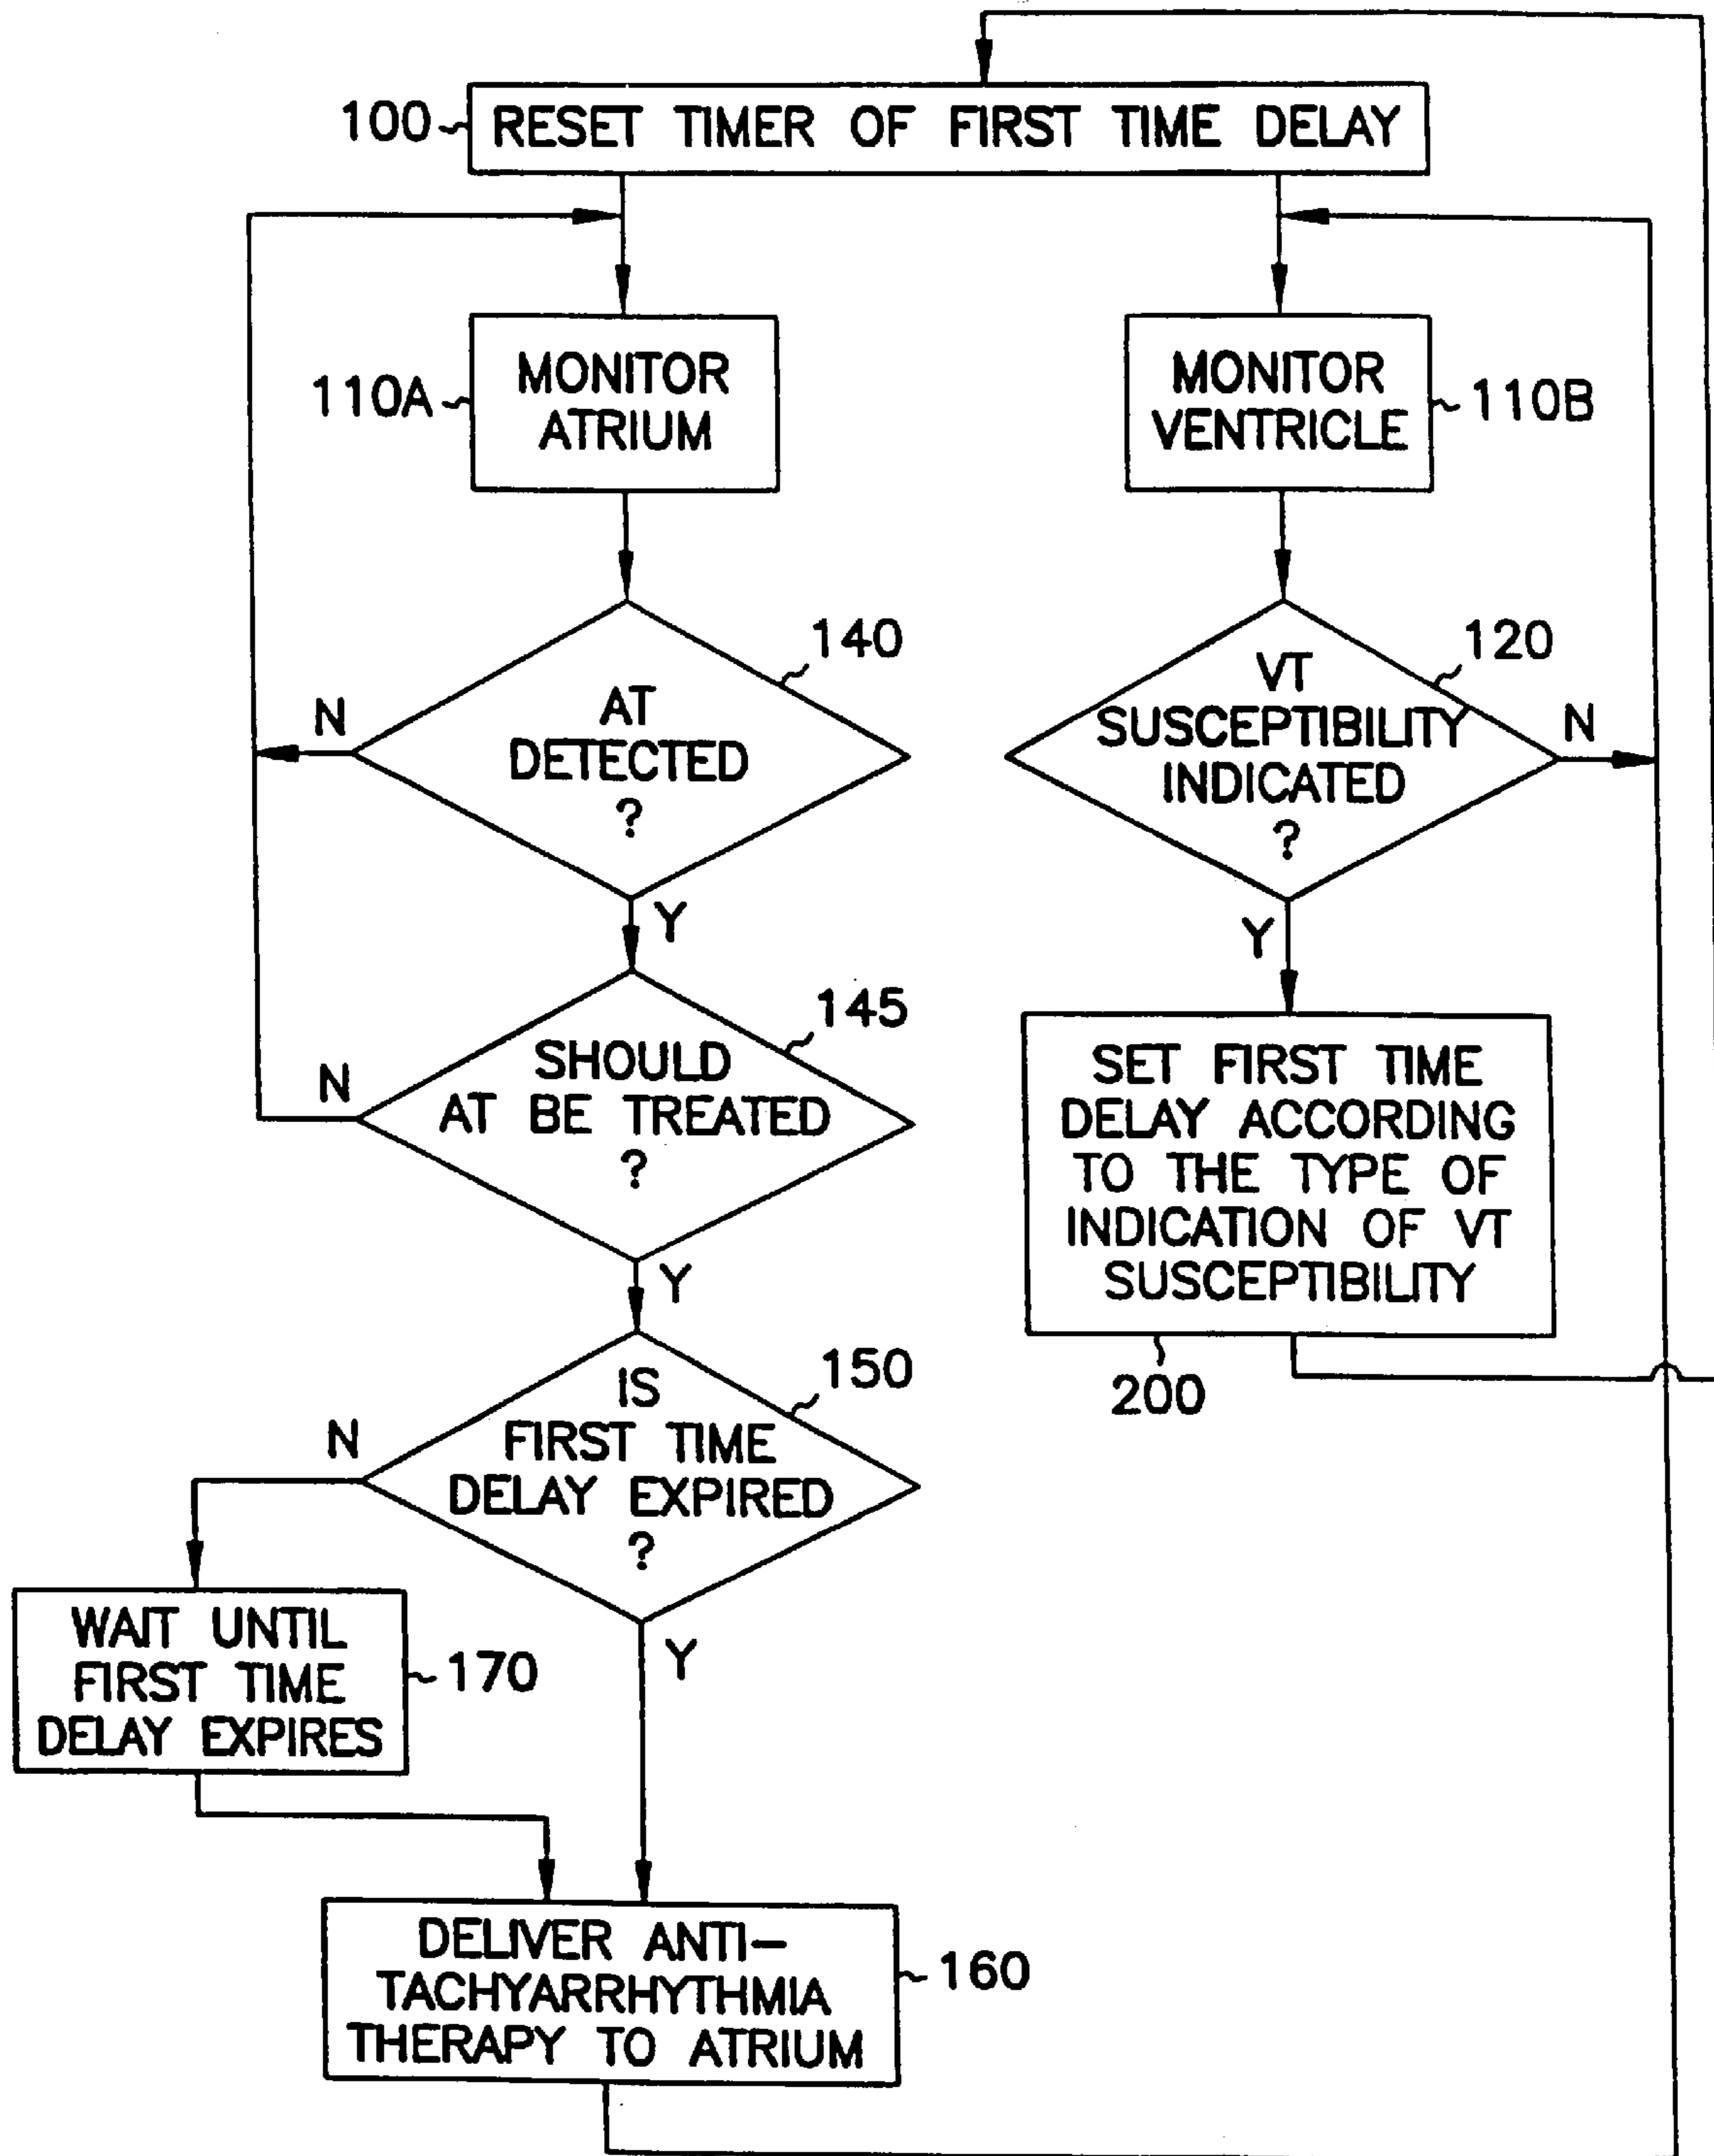 100
RESET TIMER OF FIRST TIME DELAY
110A
MONITOR
ATRIUM
MONITOR
VENTRICLE
110B
140
AT
DETECTED
?
N
Y
120
VT
SUSCEPTIBILITY
INDICATED
?
N
Y
145
SHOULD
AT BE TREATED
?
N
Y
SET FIRST TIME
DELAY ACCORDING
TO THE TYPE OF
INDICATION OF VT
SUSCEPTIBILITY
200
150
IS
FIRST TIME
DELAY EXPIRED
?
N
Y
WAIT UNTIL
FIRST TIME
DELAY EXPIRES
170
DELIVER ANTI-
TACHYARRHYTHMIA
THERAPY TO ATRIUM
160